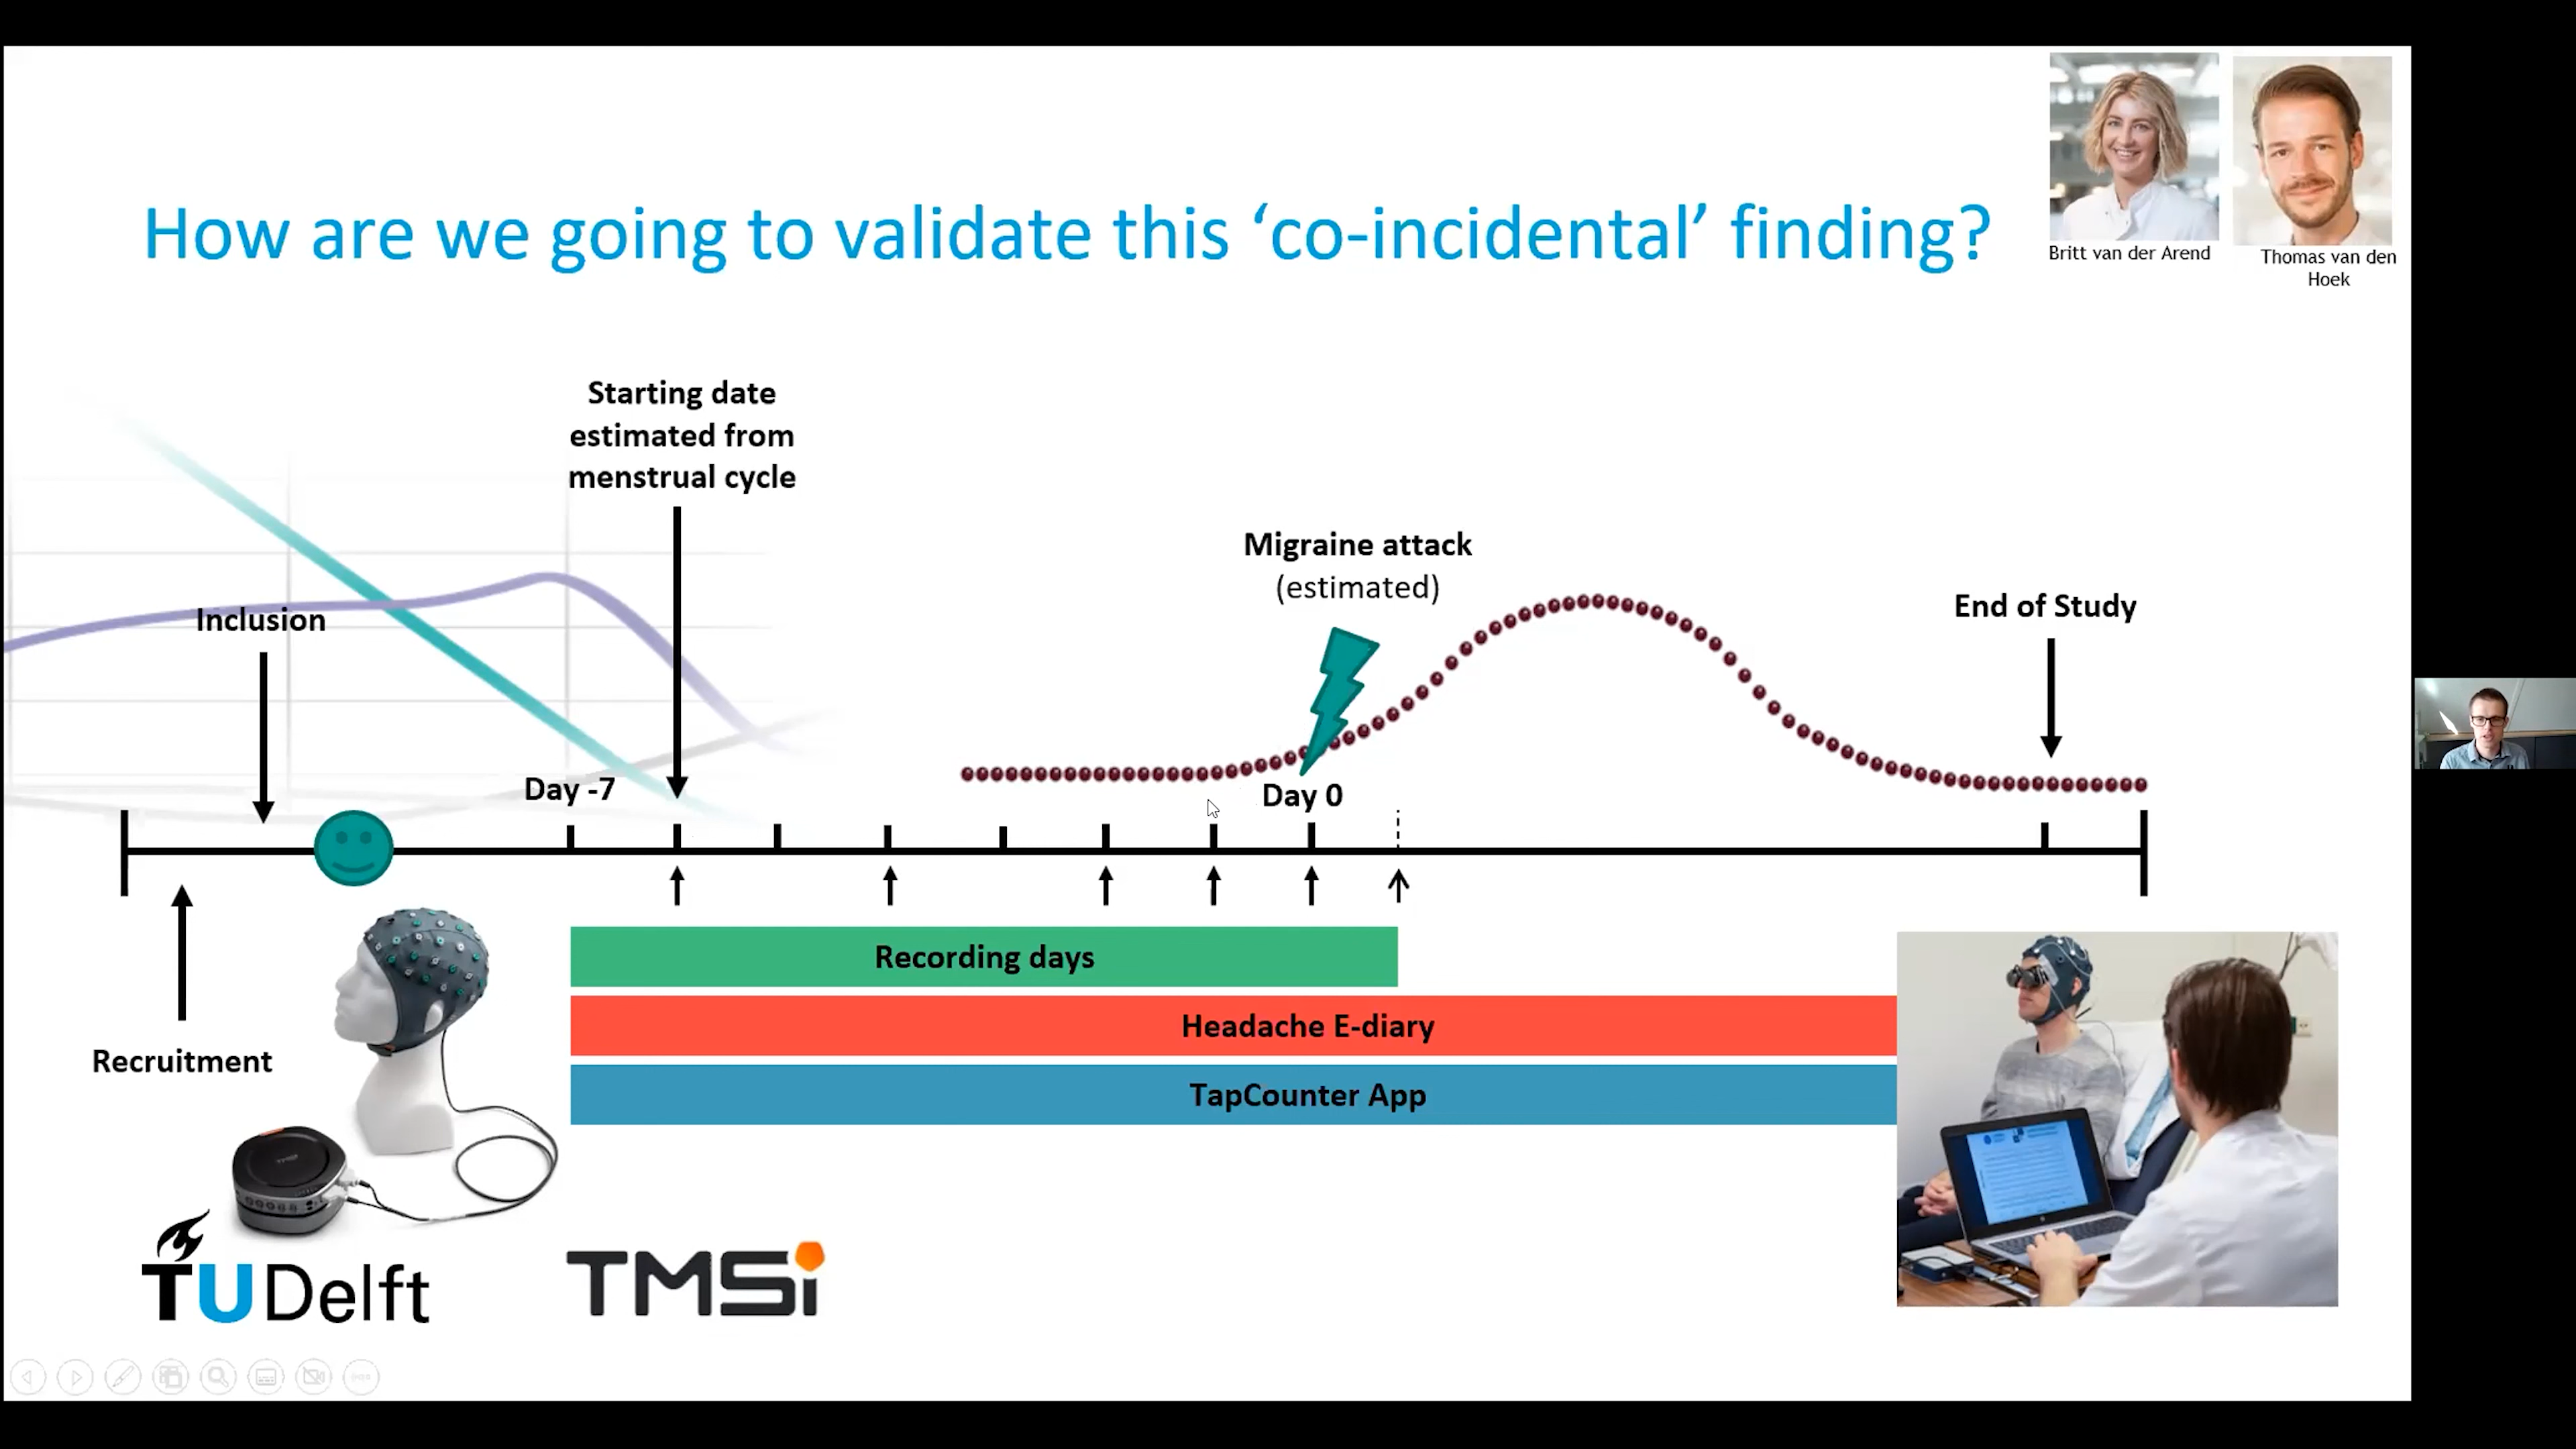 How are we going to validate this ‘co-incidental’ finding?
Britt van der Arend
Thomas van den
Hoek
Starting date
estimated from
menstrual cycle
Migraine attack
(estimated)
Inclusion
End of Study
Day -7
Day 0
Recording days
Headache E-diary
TapCounter App
Recruitment
TUDelft
TMSi